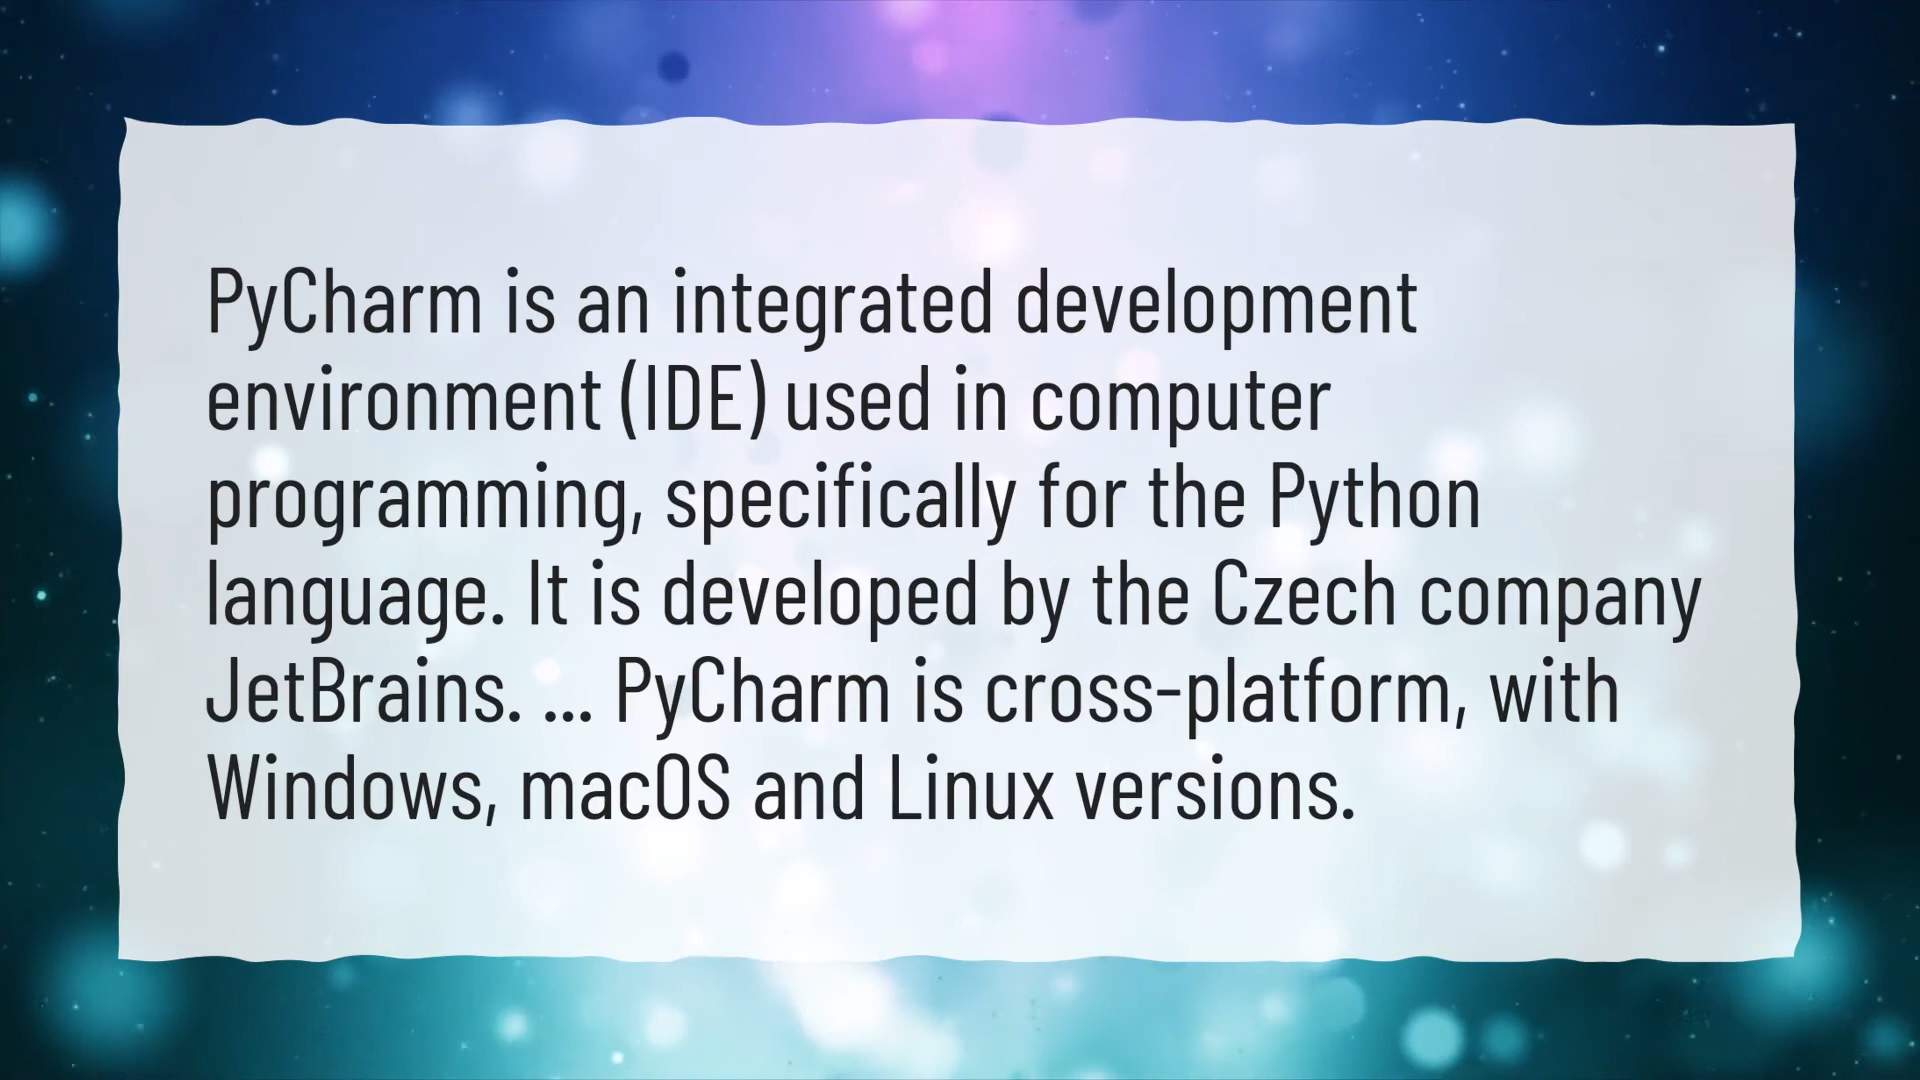 PyCharm is an integrated development
environment (IDE) used in computer
programming, specifically for the Python
language. It is developed by the Czech company
JetBrains. ... PyCharm is cross-platform, with
Windows, macOS and Linux versions.